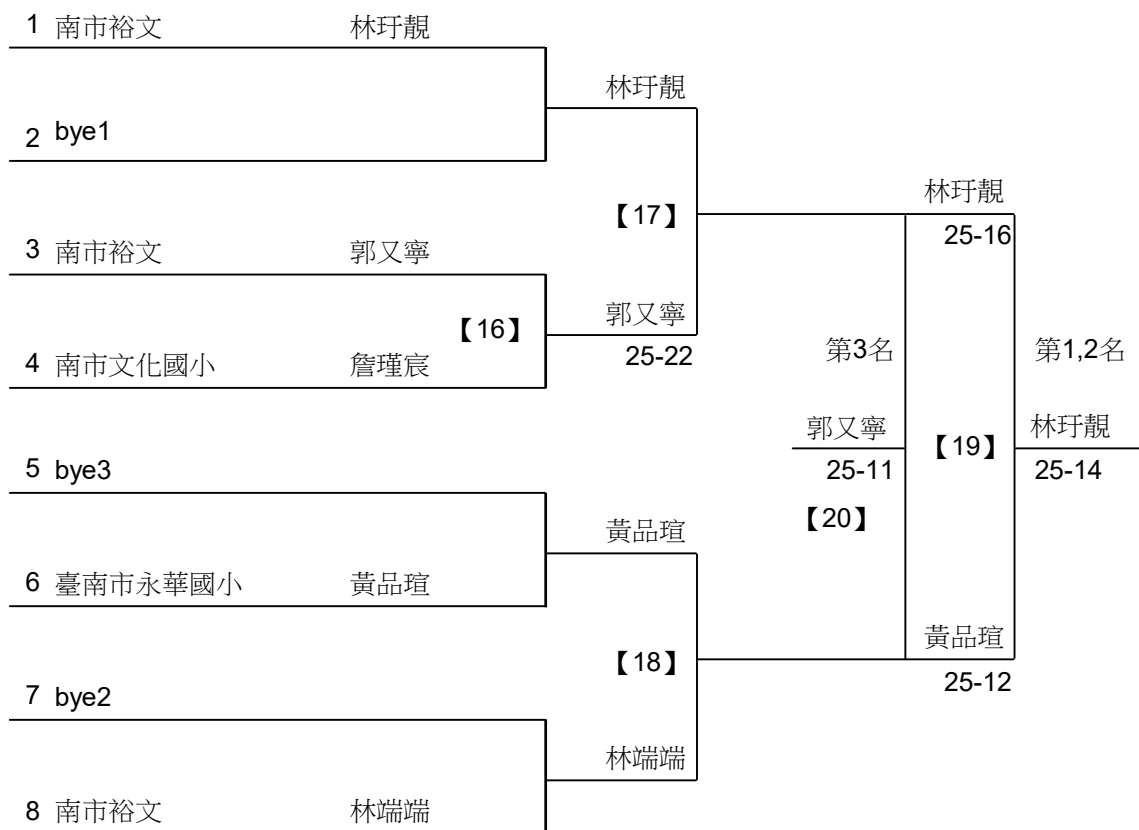 1 南市裕文 林玗靚
林玗靚
2 bye1
林玗靚
【17】
25-16
3 南市裕文 郭又寧
郭又寧
【16】
25-22
第3名
第1,2名
4 南市文化國小 詹瑾宸
郭又寧
【19】
林玗靚
5 bye3
25-11
25-14
【20】
黃品瑄
6 臺南市永華國小 黃品瑄
黃品瑄
【18】
25-12
7 bye2
林端端
8 南市裕文 林端端